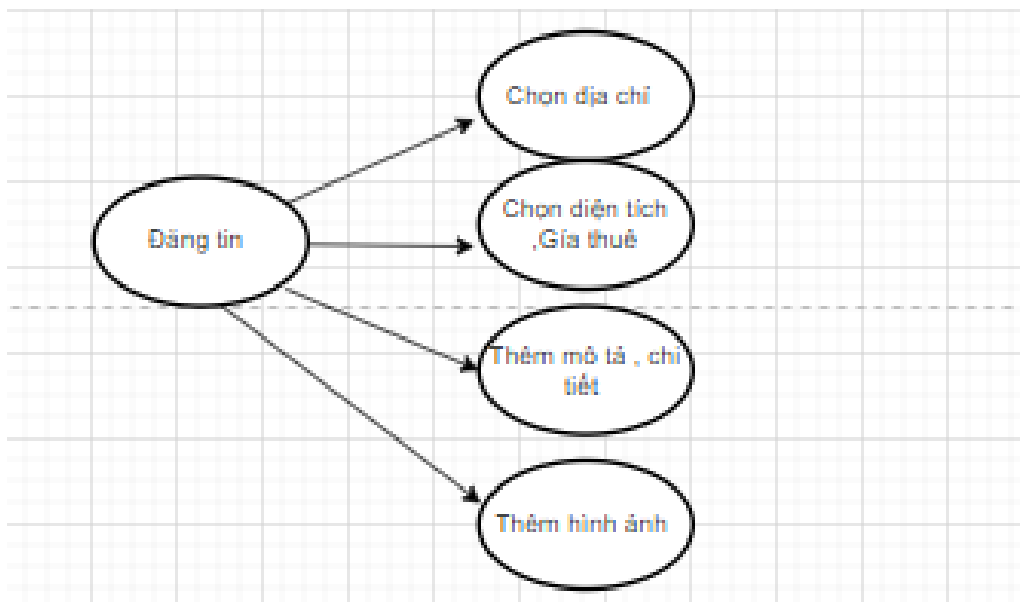 Chọn địa chỉ
Chọn diện tích
,Gía thuê
Đăng tin
Thêm mô tả , chi
tiết
Thêm hình ảnh